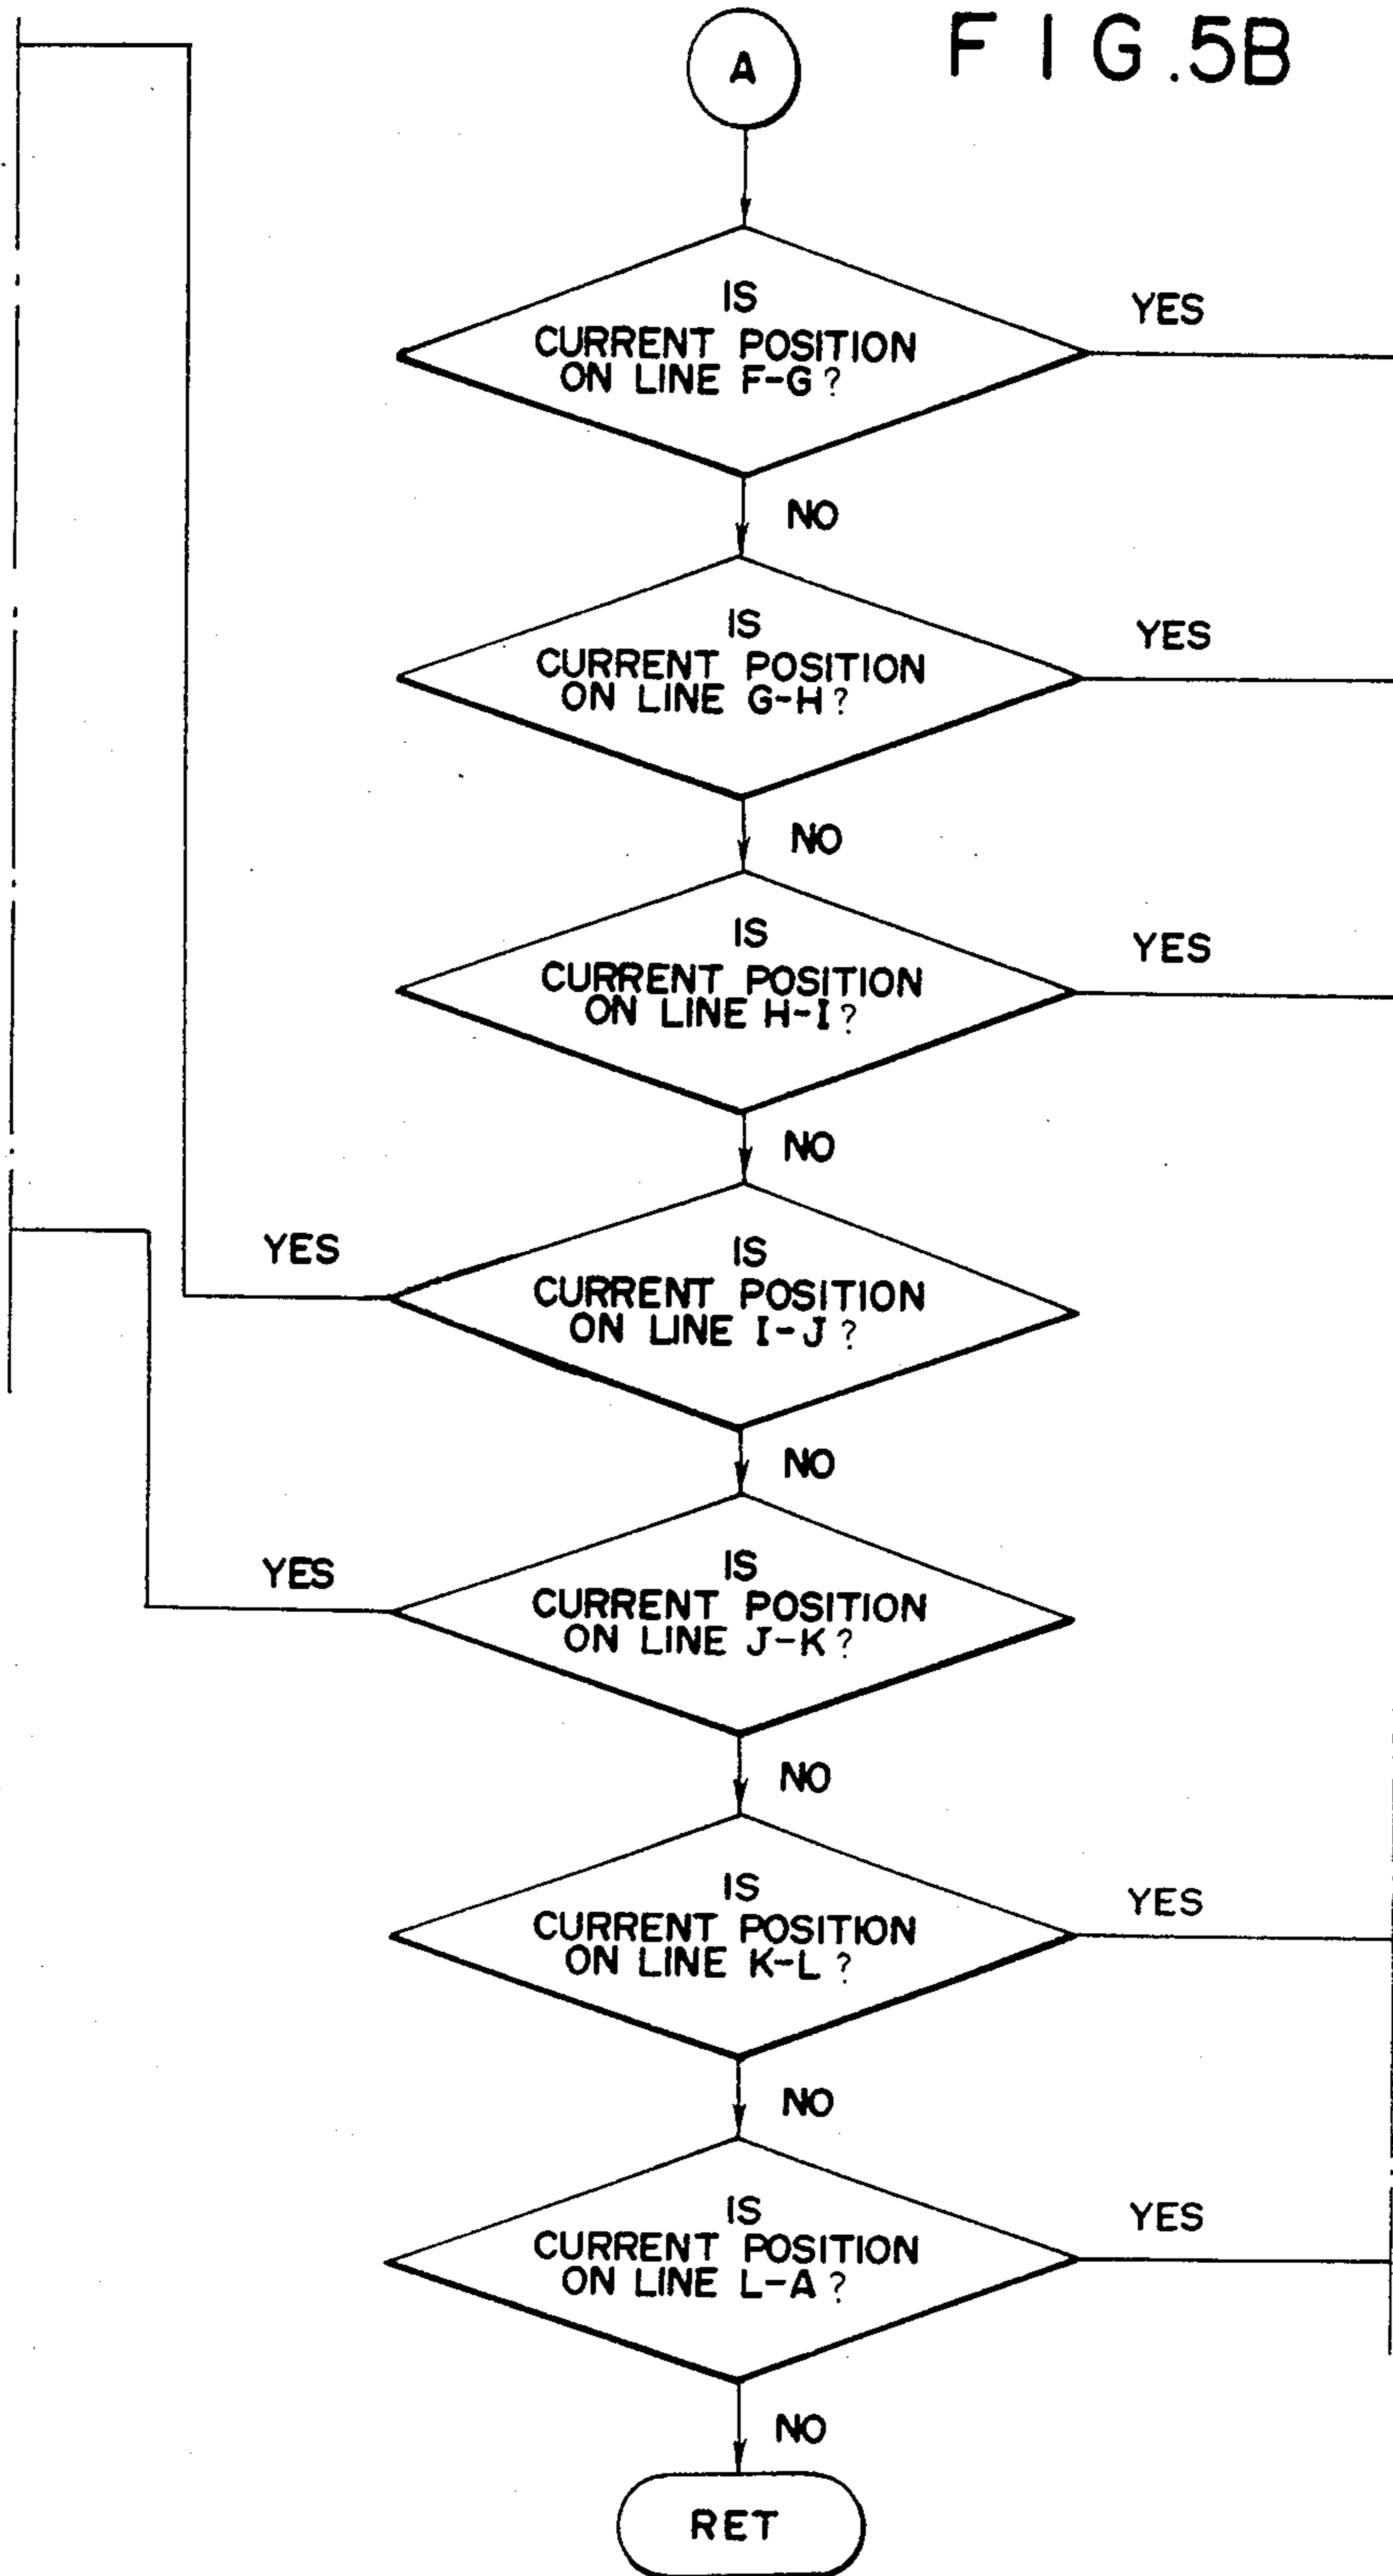 FIG.5B
A
IS
CURRENT POSITION
ON LINE F-G?
YES
NO
IS
CURRENT POSITION
ON LINE G-H?
YES
NO
IS
CURRENT POSITION
ON LINE H-I?
YES
NO
YES
IS
CURRENT POSITION
ON LINE I-J?
NO
YES
IS
CURRENT POSITION
ON LINE J-K?
NO
IS
CURRENT POSITION
ON LINE K-L?
YES
NO
IS
CURRENT POSITION
ON LINE L-A?
YES
NO
RET